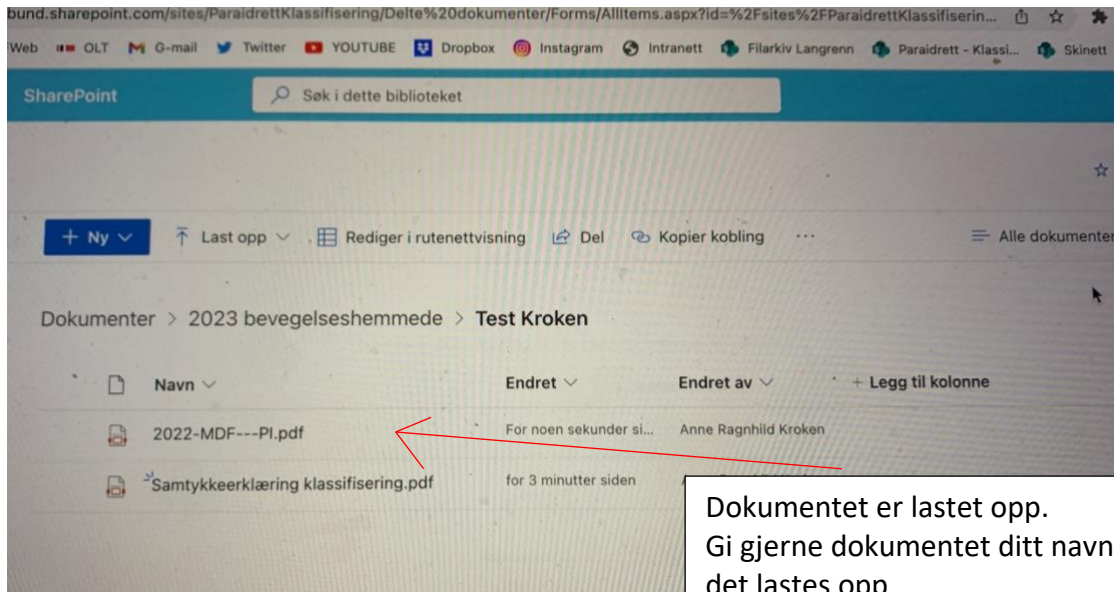 bund.sharepoint.com/sites/ParaidrettKlassifisering/Delte%20dokumenter/Forms/AllItems.aspx?id=%2Fsites%2FParaidrettKlassifiserin...
Web OLT G-mail Twitter YOUTUBE Dropbox Instagram Intranett Filarkiv Langrenn Paraidrett - Klassi... Skinett
SharePoint Søk i dette biblioteket
+ Ny Last opp Rediger i rutenettvisning Del Kopier kobling ... Alle dokumenter
Dokumenter > 2023 bevegelseshemmede > Test Kroken
Navn Endret Endret av + Legg til kolonne
2022-MDF---PI.pdf For noen sekunder si... Anne Ragnhild Kroken
Samtykkeerklæring klassifisering.pdf for 3 minutter siden
Dokumentet er lastet opp.
Gi gjerne dokumentet ditt navn
det lastes opp